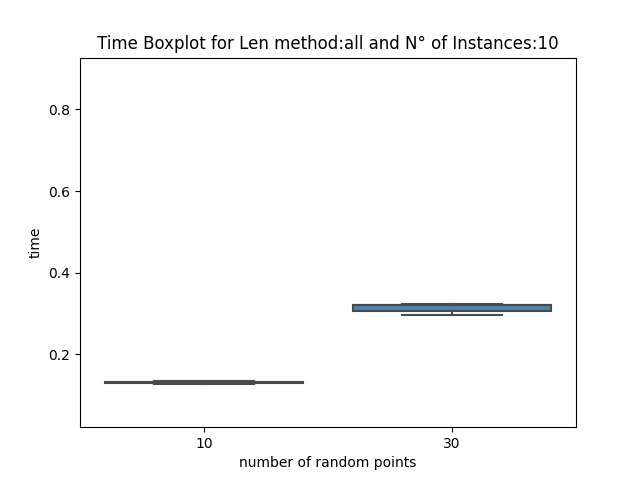 Time Boxplot for Len method:all and N° of Instances:10
0.8
0.6
time
0.4
0.2
10 30
number of random points